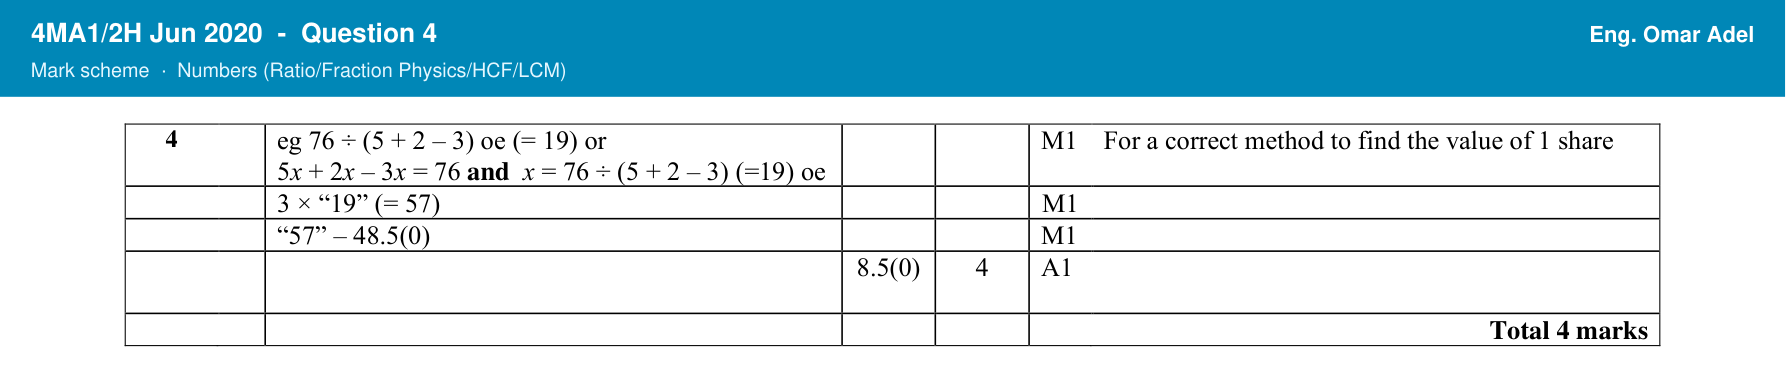 4MA1/2H Jun 2020 - Question 4
Eng. Omar Adel
Mark scheme · Numbers (Ratio/Fraction Physics/HCF/LCM)
4 eg 76 ÷ (5 + 2 – 3) oe (= 19) or M1 For a correct method to find the value of 1 share
5x + 2x – 3x = 76 and x = 76 ÷ (5 + 2 – 3) (=19) oe
3 × “19” (= 57) M1
“57” – 48.5(0) M1
8.5(0) 4 A1
Total 4 marks